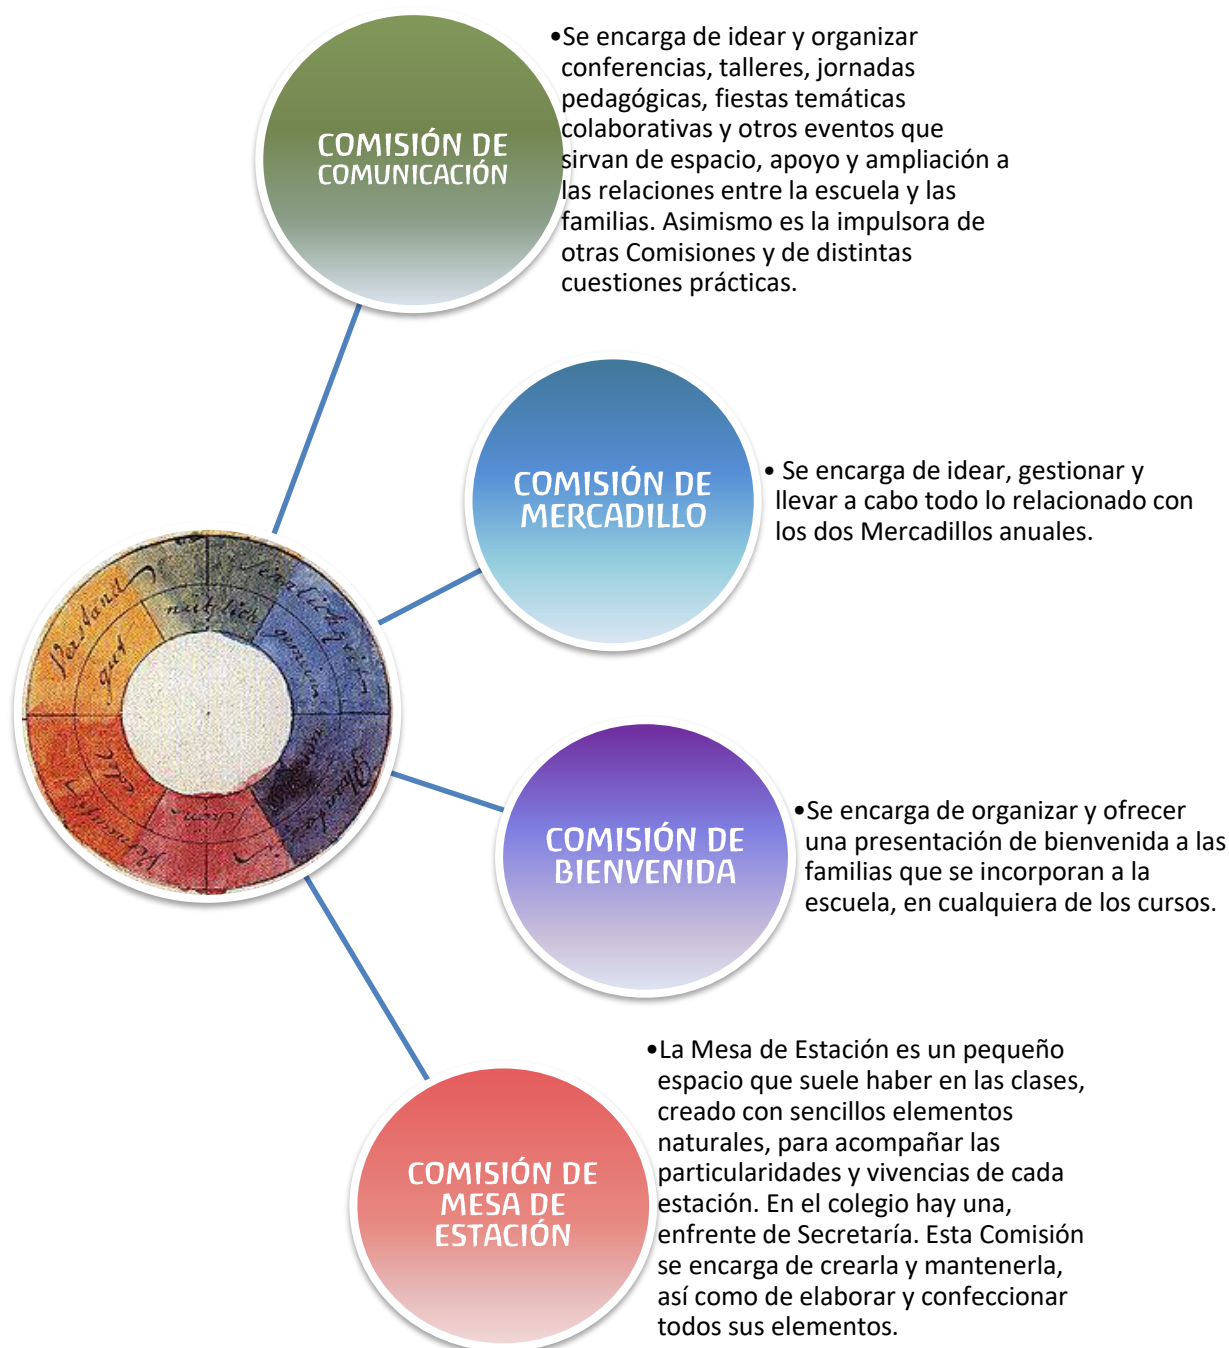 COMISIÓN DE
COMUNICACIÓN
•Se encarga de idear y organizar
conferencias, talleres, jornadas
pedagógicas, fiestas temáticas
colaborativas y otros eventos que
sirvan de espacio, apoyo y ampliación a
las relaciones entre la escuela y las
familias. Asimismo es la impulsora de
otras Comisiones y de distintas
cuestiones prácticas.
COMISIÓN DE
MERCADILLO
• Se encarga de idear, gestionar y
llevar a cabo todo lo relacionado con
los dos Mercadillos anuales.
Verstand
gut
nützlich
gemein
edel
COMISIÓN DE
BIENVENIDA
•Se encarga de organizar y ofrecer
una presentación de bienvenida a las
familias que se incorporan a la
escuela, en cualquiera de los cursos.
COMISIÓN DE
MESA DE
ESTACIÓN
•La Mesa de Estación es un pequeño
espacio que suele haber en las clases,
creado con sencillos elementos
naturales, para acompañar las
particularidades y vivencias de cada
estación. En el colegio hay una,
enfrente de Secretaría. Esta Comisión
se encarga de crearla y mantenerla,
así como de elaborar y confeccionar
todos sus elementos.